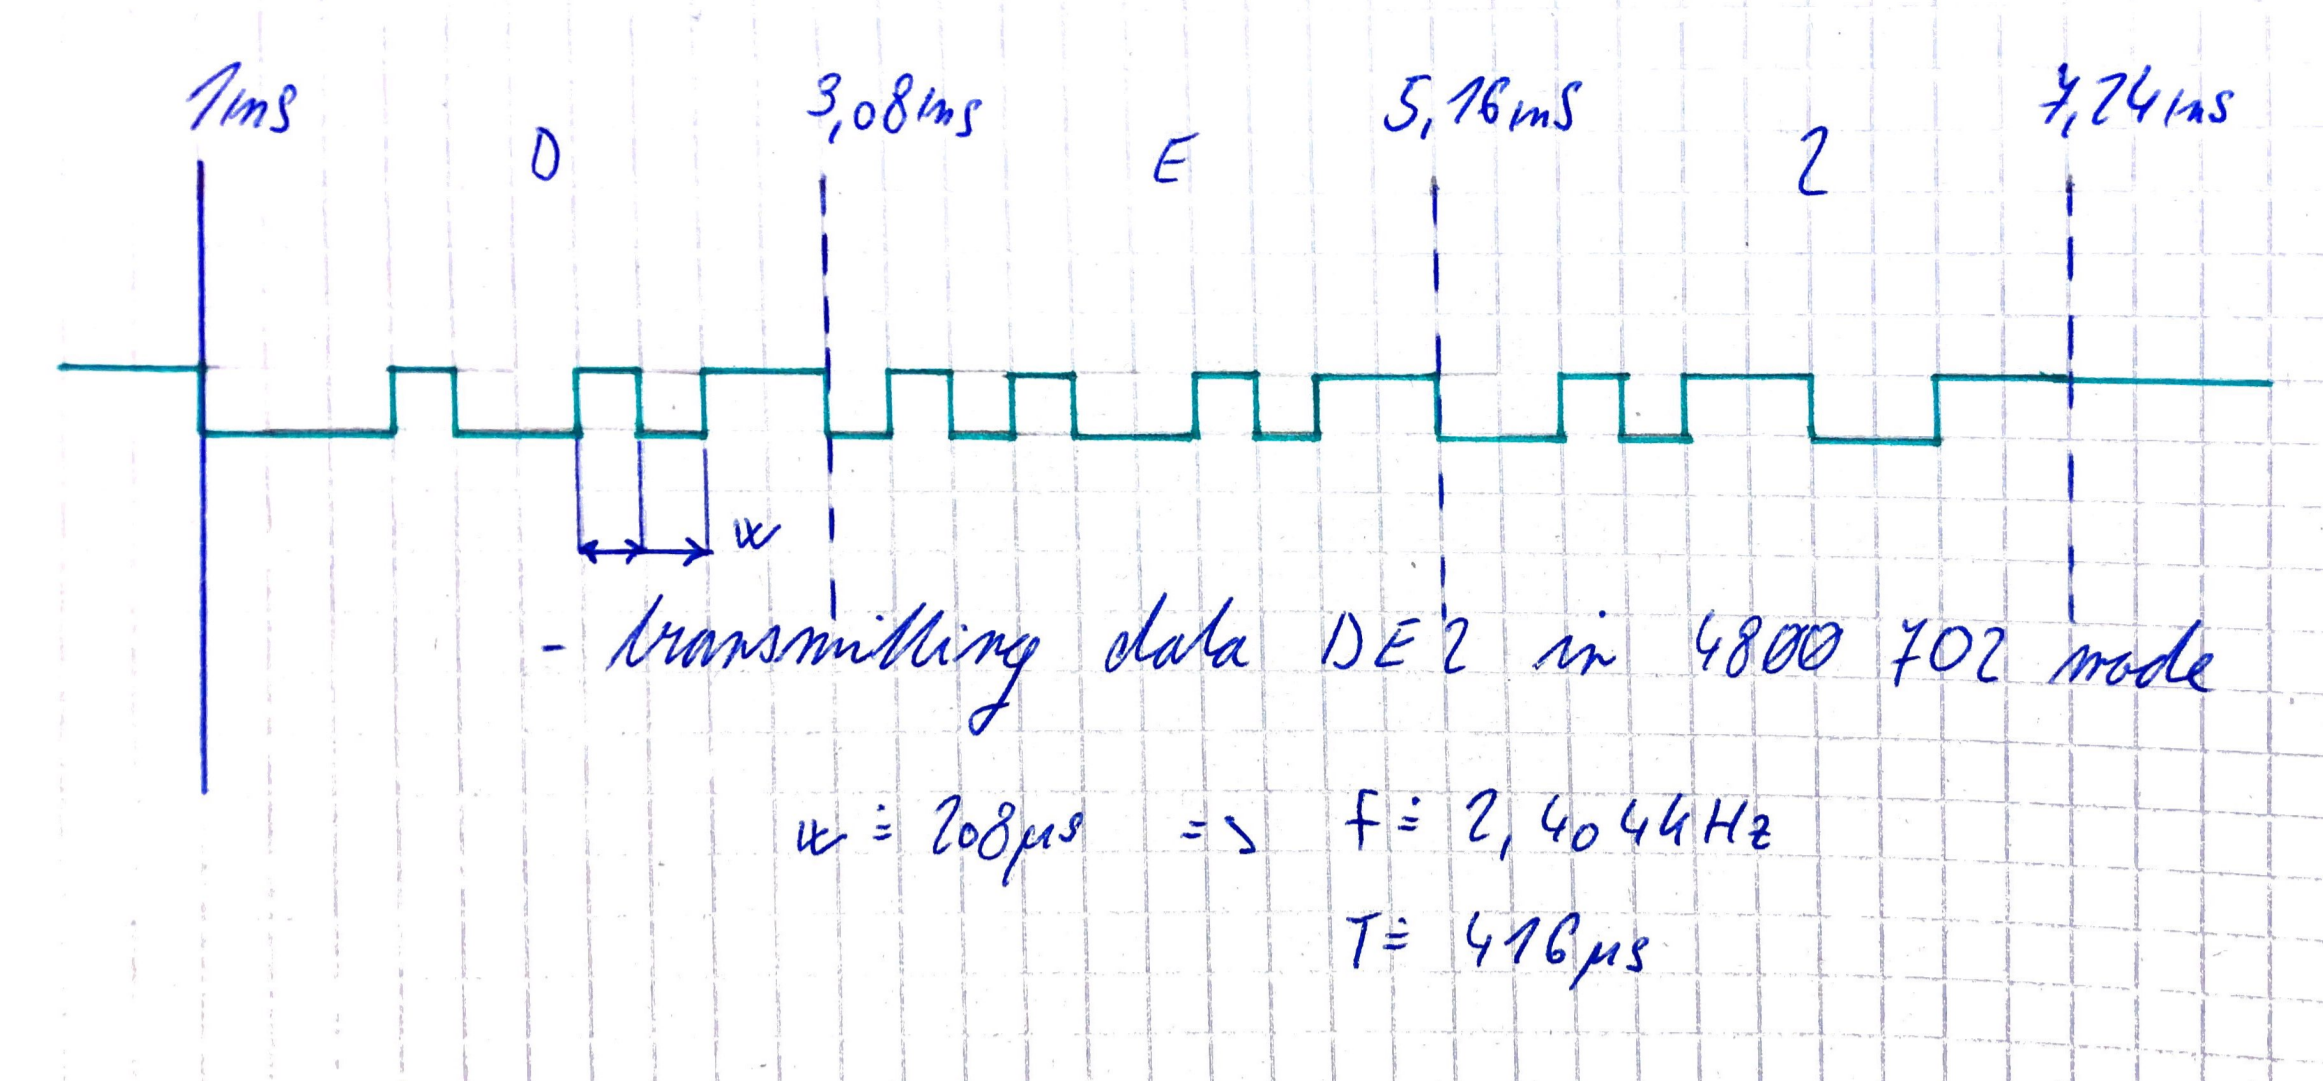 1ms 3,08ms 5,16ms 7,24ms
D E 2
w
- transmitting data DE2 in 4800 7O2 mode
w ≐ 208μs => f ≐ 2,404kHz
T ≐ 416μs